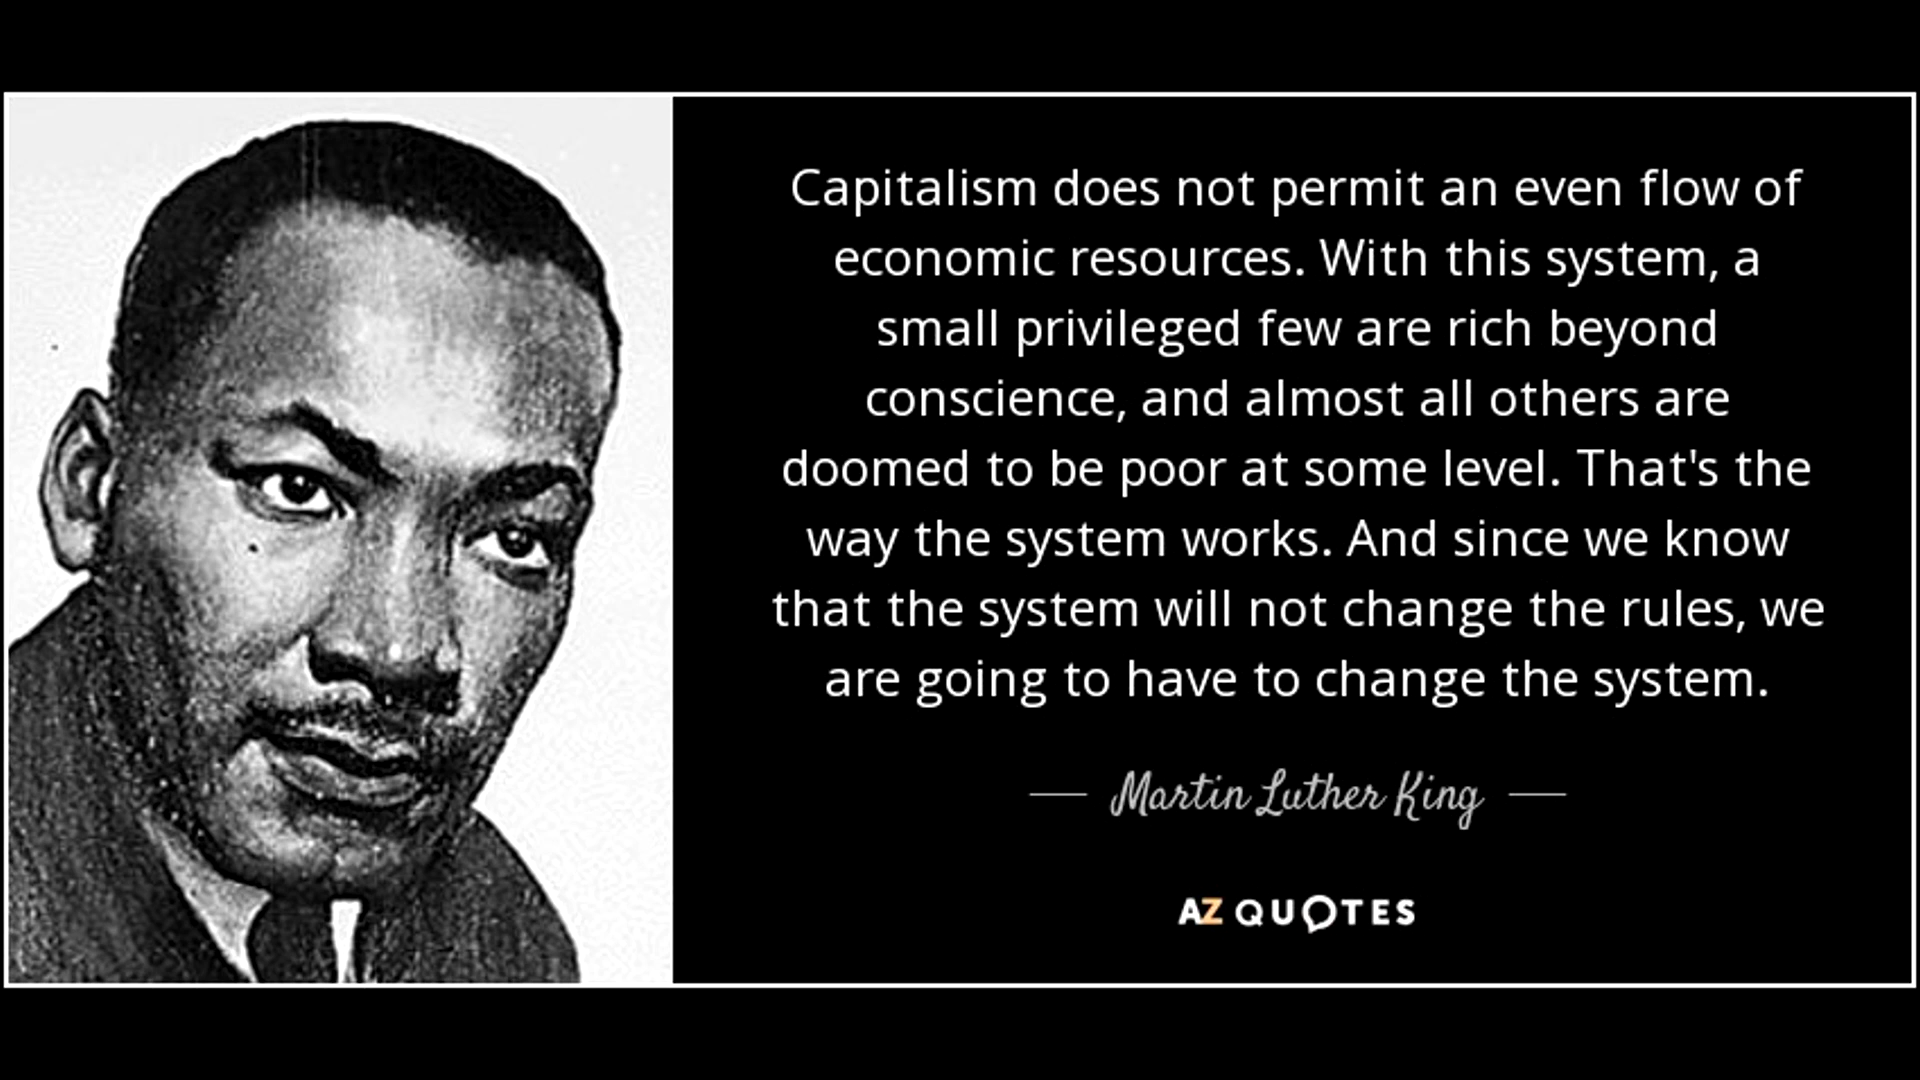 Capitalism does not permit an even flow of
economic resources. With this system, a
small privileged few are rich beyond
conscience, and almost all others are
doomed to be poor at some level. That's the
way the system works. And since we know
that the system will not change the rules, we
are going to have to change the system.
Martin Luther King
AZ QUOTES